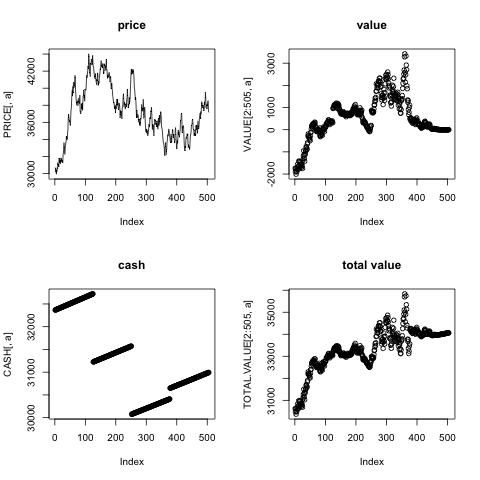 price
PRICE[, a]
42000
36000
30000
0 100 200 300 400 500
Index
value
VALUE[2:505, a]
3000
1000
0
-2000
0 100 200 300 400 500
Index
cash
CASH[, a]
32000
31000
30000
0 100 200 300 400 500
Index
total value
TOTAL.VALUE[2:505, a]
35000
33000
31000
0 100 200 300 400 500
Index